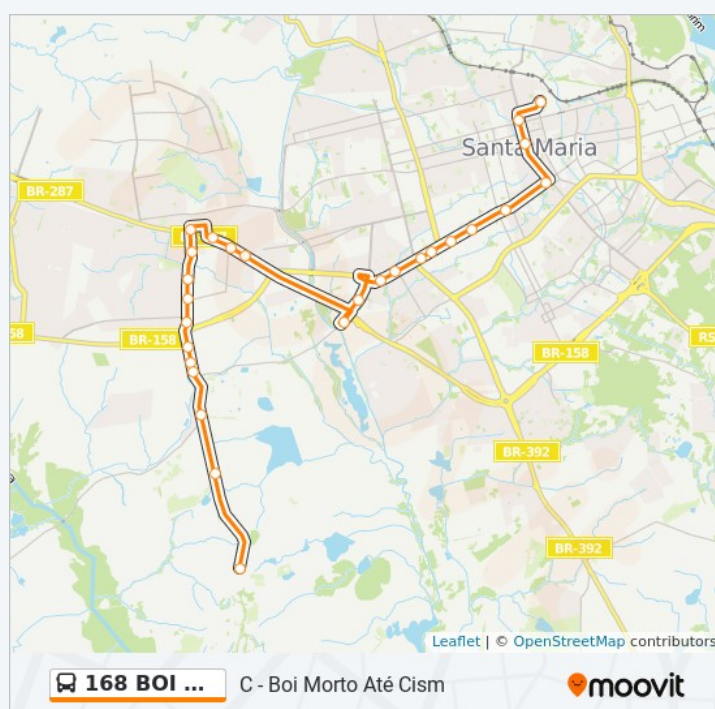 Santa Maria
BR-287
BR-158
BR-158
RS
BR-392
BR-392
Leaflet | © OpenStreetMap contributors
168 BOI ...
C - Boi Morto Até Cism
moovit